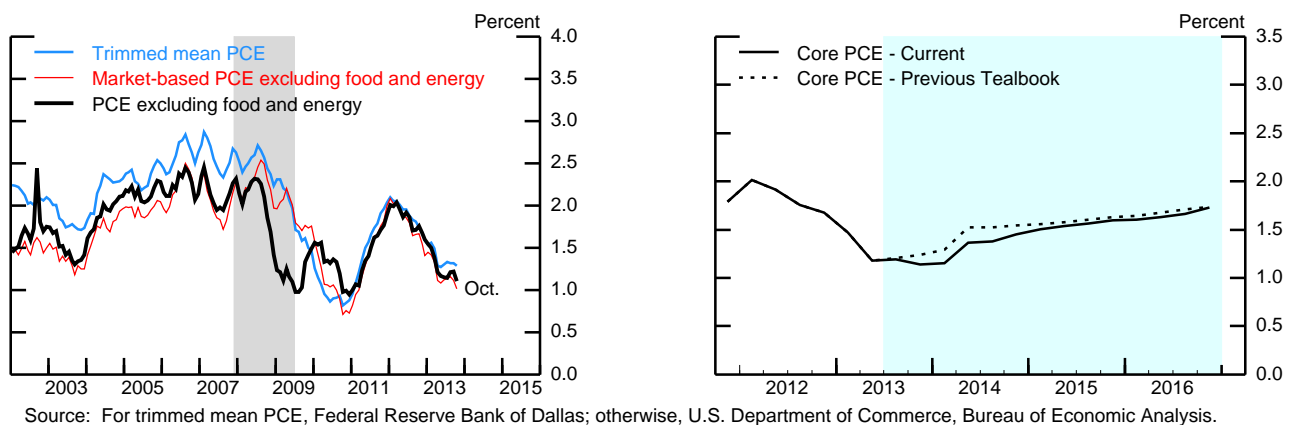 Percent
Trimmed mean PCE
Market-based PCE excluding food and energy
PCE excluding food and energy
4.0
3.5
3.0
2.5
2.0
1.5
1.0
0.5
0.0
Oct.
2003 2005 2007 2009 2011 2013 2015
Percent
Core PCE - Current
Core PCE - Previous Tealbook
3.5
3.0
2.5
2.0
1.5
1.0
0.5
0.0
2012 2013 2014 2015 2016
Source: For trimmed mean PCE, Federal Reserve Bank of Dallas; otherwise, U.S. Department of Commerce, Bureau of Economic Analysis.